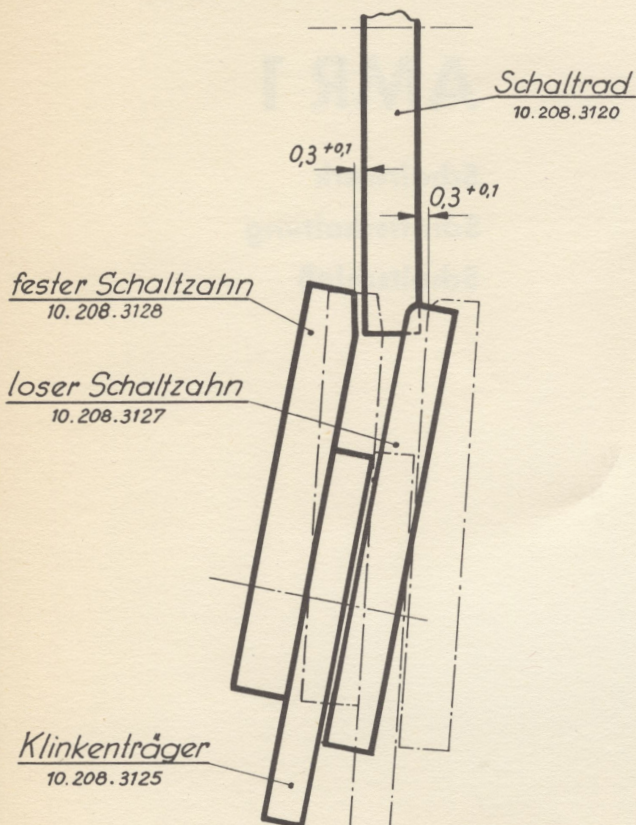 Schaltrad
10.208.3120
0,3 +0,1
0,3 +0,1
fester Schaltzahn
10.208.3128
loser Schaltzahn
10.208.3127
Klinkenträger
10.208.3125